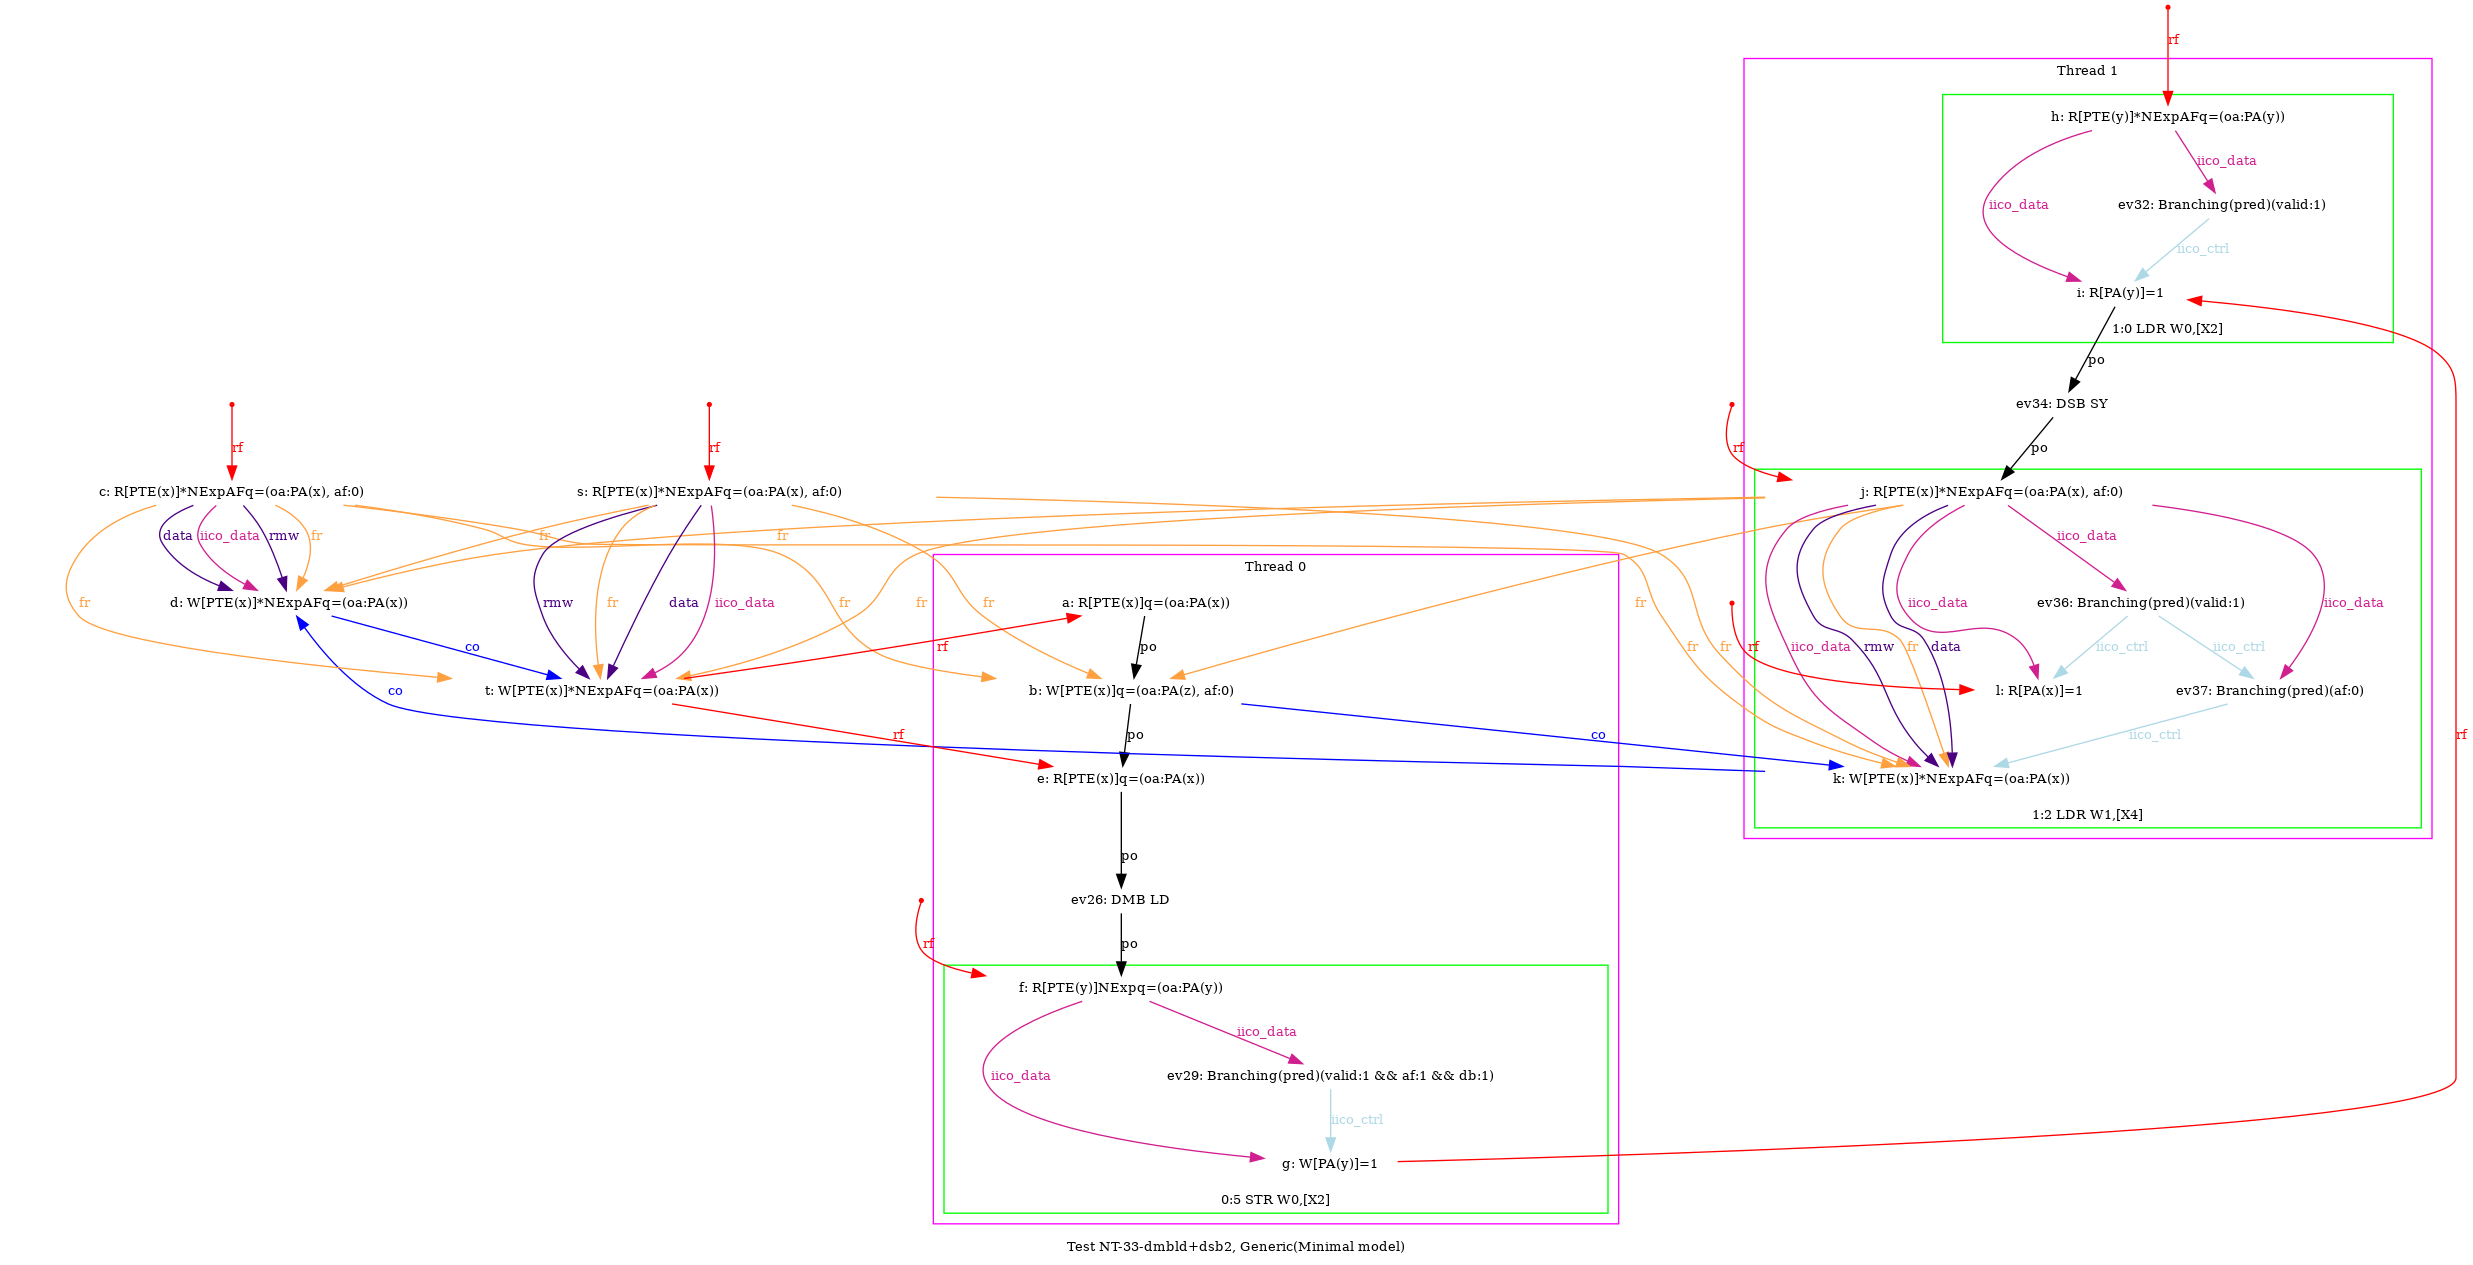 rf
Thread 1
h: R[PTE(y)]*NExpAFq=(oa:PA(y))
iico_data
iico_data
ev32: Branching(pred)(valid:1)
iico_ctrl
i: R[PA(y)]=1
1:0 LDR W0,[X2]
po
ev34: DSB SY
rf
rf
rf
po
c: R[PTE(x)]*NExpAFq=(oa:PA(x), af:0)
s: R[PTE(x)]*NExpAFq=(oa:PA(x), af:0)
j: R[PTE(x)]*NExpAFq=(oa:PA(x), af:0)
data
iico_data
rmw
fr
fr
fr
iico_data
Thread 0
fr
d: W[PTE(x)]*NExpAFq=(oa:PA(x))
rmw
fr
data
iico_data
fr
fr
fr
a: R[PTE(x)]q=(oa:PA(x))
fr
rf
iico_data
ev36: Branching(pred)(valid:1)
iico_data
co
rf
po
fr
fr
iico_data
rmw
fr
data
iico_ctrl
iico_ctrl
co
t: W[PTE(x)]*NExpAFq=(oa:PA(x))
b: W[PTE(x)]q=(oa:PA(z), af:0)
l: R[PA(x)]=1
ev37: Branching(pred)(af:0)
rf
po
co
iico_ctrl
rf
e: R[PTE(x)]q=(oa:PA(x))
k: W[PTE(x)]*NExpAFq=(oa:PA(x))
1:2 LDR W1,[X4]
po
ev26: DMB LD
rf
po
f: R[PTE(y)]NExpq=(oa:PA(y))
iico_data
iico_data
ev29: Branching(pred)(valid:1 && af:1 && db:1)
iico_ctrl
g: W[PA(y)]=1
0:5 STR W0,[X2]
Test NT-33-dmbld+dsb2, Generic(Minimal model)